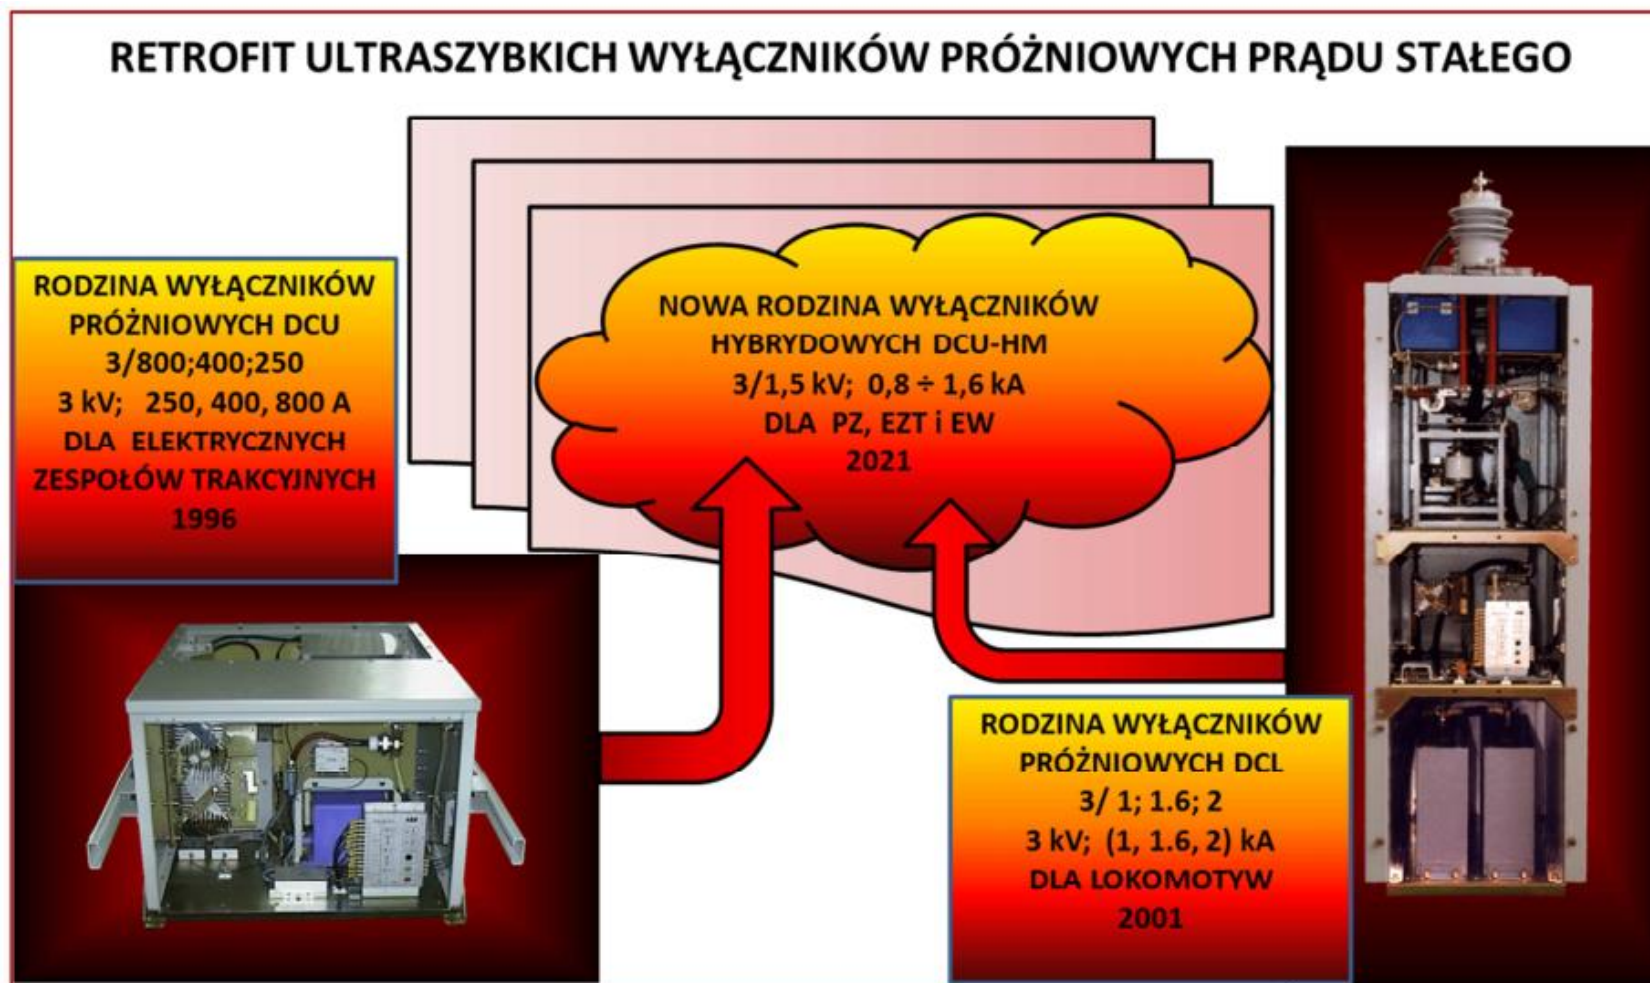 RETROFIT ULTRASZYBKICH WYŁĄCZNIKÓW PRÓŻNIOWYCH PRĄDU STAŁEGO
RODZINA WYŁĄCZNIKÓW
PRÓŻNIOWYCH DCU
3/800;400;250
3 kV; 250, 400, 800 A
DLA ELEKTRYCZNYCH
ZESPOŁÓW TRAKCYJNYCH
1996
NOWA RODZINA WYŁĄCZNIKÓW
HYBRYDOWYCH DCU-HM
3/1,5 kV; 0,8 ÷ 1,6 kA
DLA PZ, EZT i EW
2021
RODZINA WYŁĄCZNIKÓW
PRÓŻNIOWYCH DCL
3/ 1; 1.6; 2
3 kV; (1, 1.6, 2) kA
DLA LOKOMOTYW
2001